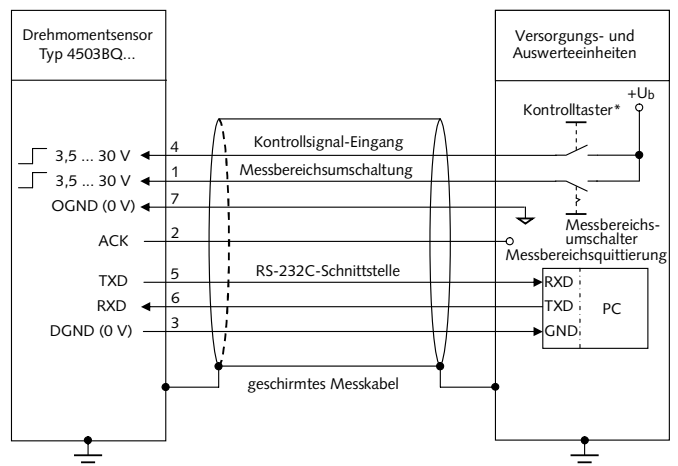 Drehmomentsensor
Typ 4503BQ...
Versorgungs- und
Auswerteeinheiten
+Ub
Kontrolltaster*
3,5 ... 30 V
4
Kontrollsignal-Eingang
3,5 ... 30 V
1
Messbereichsumschaltung
OGND (0 V)
7
Messbereichs-
umschalter
ACK
2
Messbereichsquittierung
TXD
5
RS-232C-Schnittstelle
RXD
RXD
6
TXD
PC
DGND (0 V)
3
GND
geschirmtes Messkabel